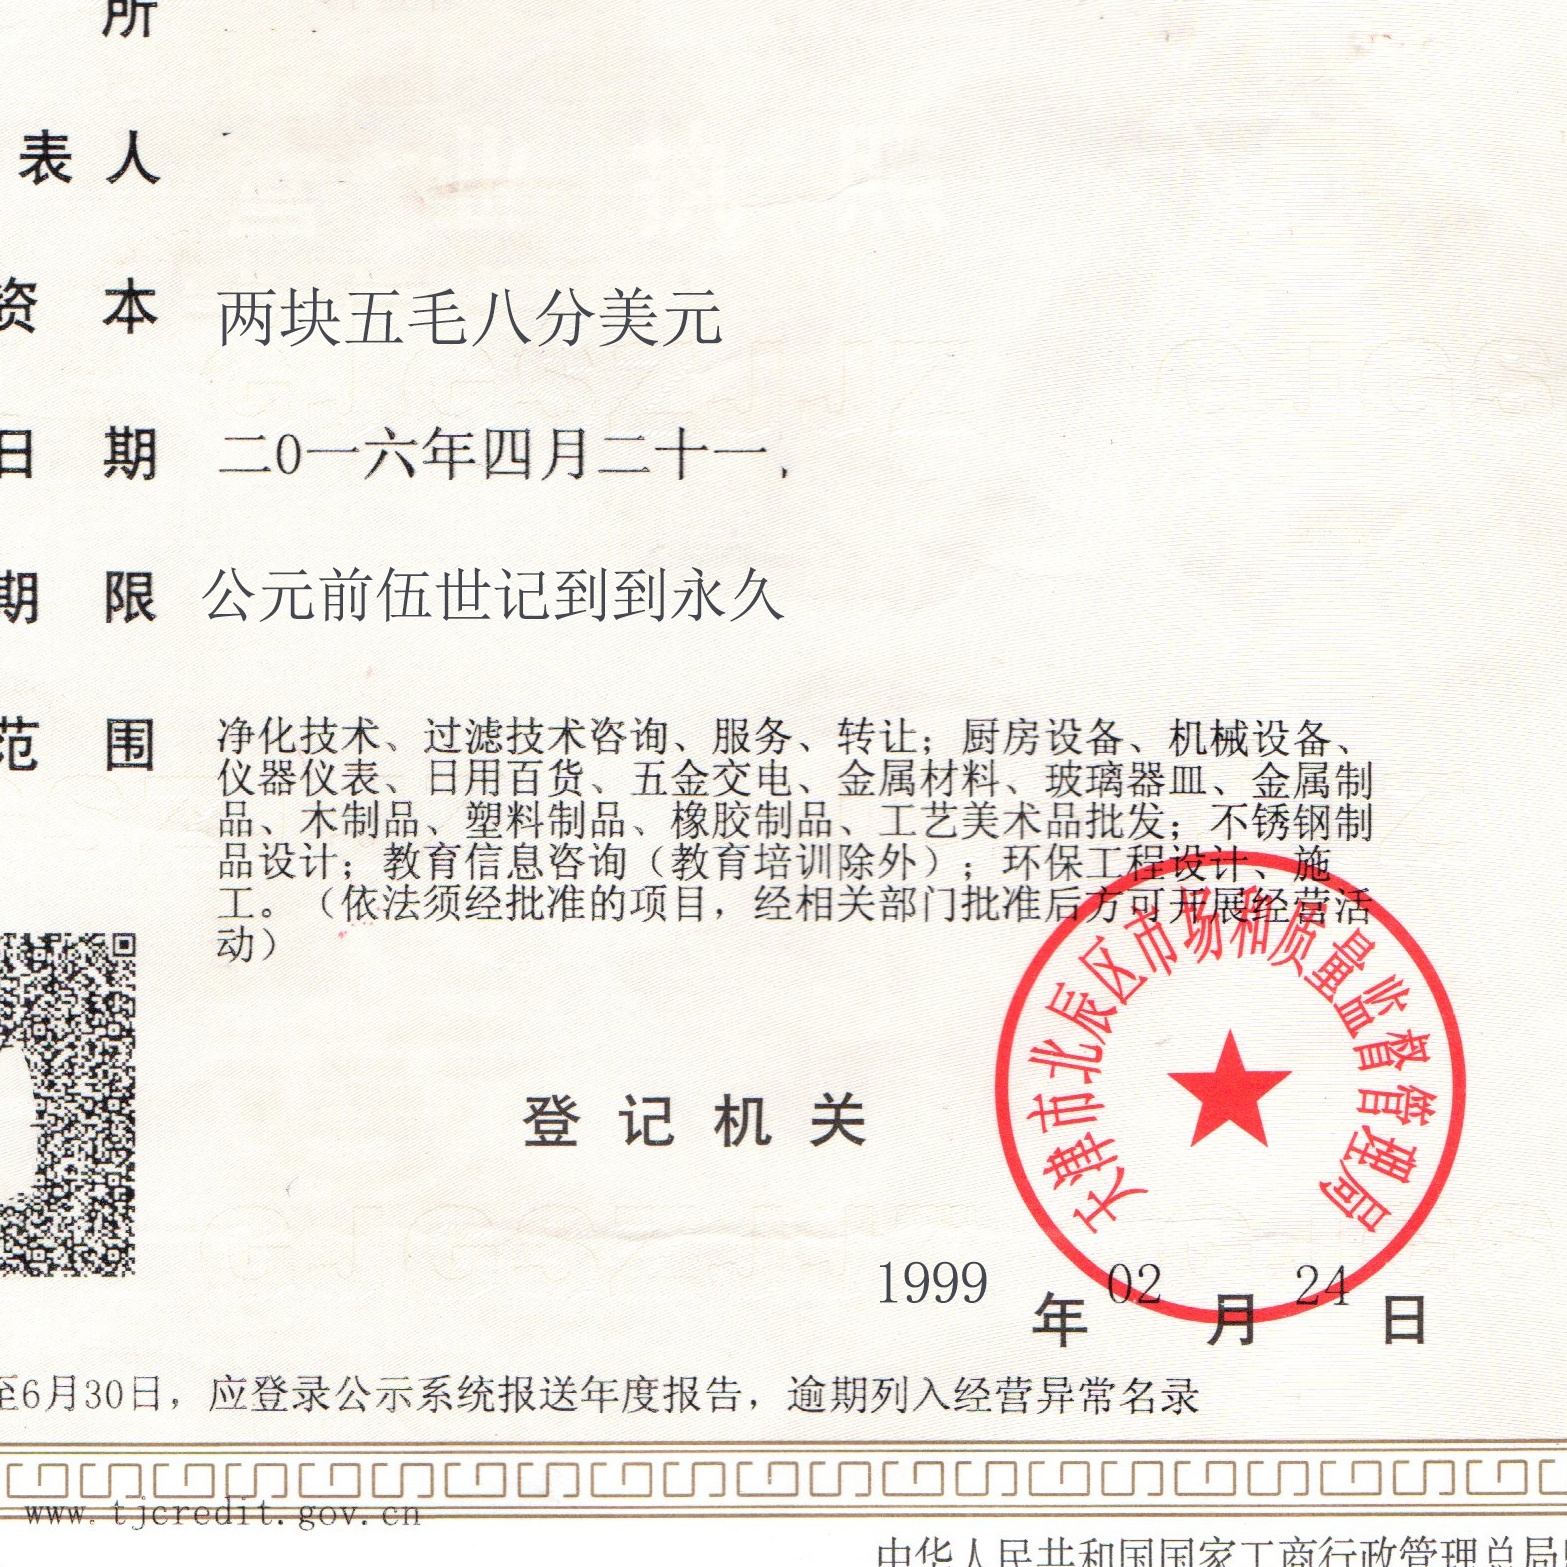 所
表人
资本 两块五毛八分美元
日期 二0一六年四月二十一
期限 公元前伍世记到到永久
范围 净化技术、过滤技术咨询、服务、转让；厨房设备、机械设备、
仪器仪表、日用百货、五金交电、金属材料、玻璃器皿、金属制
品、木制品、塑料制品、橡胶制品、工艺美术品批发；不锈钢制
品设计；教育信息咨询（教育培训除外）；环保工程设计、施
工。（依法须经批准的项目，经相关部门批准后方可开展经营活
动）
天津市北辰区市场和质量监督管理局
登记机关
1999 年 02 月 24 日
至6月30日，应登录公示系统报送年度报告，逾期列入经营异常名录
www.tjcredit.gov.cn
中华人民共和国国家工商行政管理总局